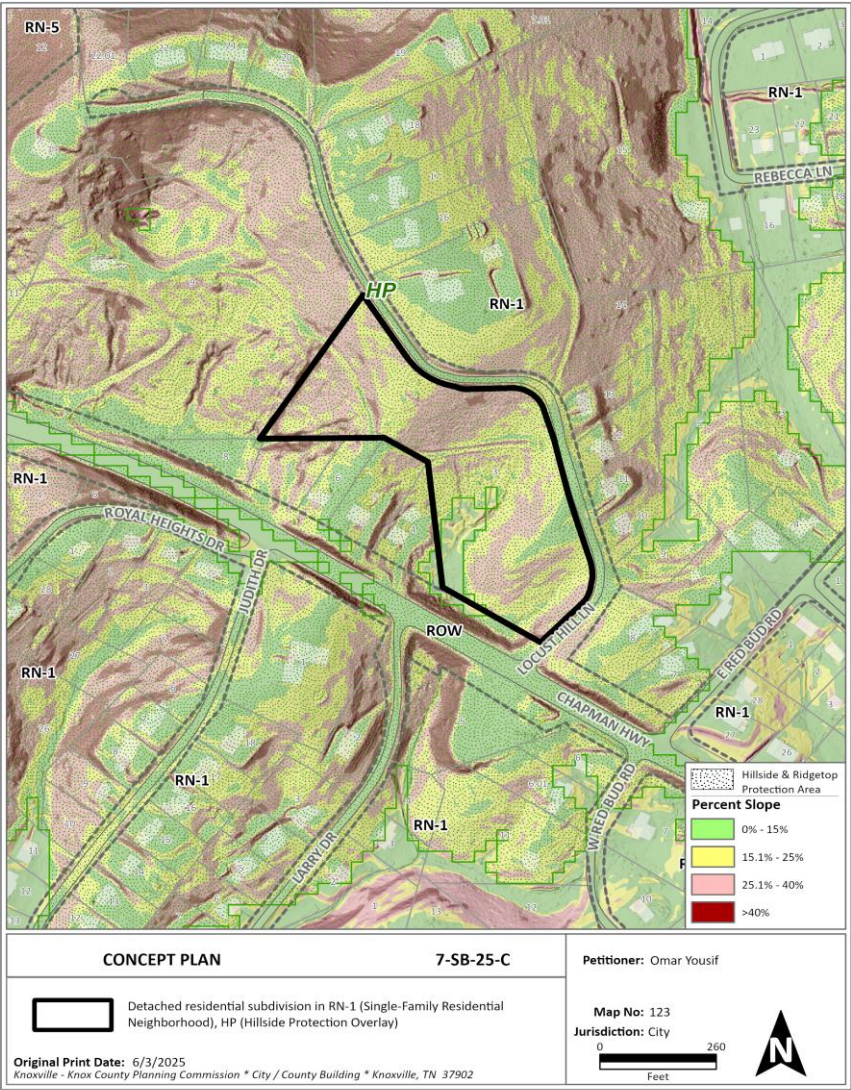 RN-5
RN-1
REBECCA LN
HP
RN-1
RN-1
ROYAL HEIGHTS DR
JUDITH DR
ROW
LOCUST HILL LN
E RED BUD RD
CHAPMAN HWY
RN-1
RN-1
RN-1
W RED BUD RD
LARRY DR
RN-1
Hillside & Ridgetop
Protection Area
Percent Slope
0% - 15%
15.1% - 25%
25.1% - 40%
>40%
CONCEPT PLAN
7-SB-25-C
Petitioner: Omar Yousif
Detached residential subdivision in RN-1 (Single-Family Residential
Neighborhood), HP (Hillside Protection Overlay)
Map No: 123
Jurisdiction: City
0 260
Feet
N
Original Print Date: 6/3/2025
Knoxville - Knox County Planning Commission * City / County Building * Knoxville, TN 37902